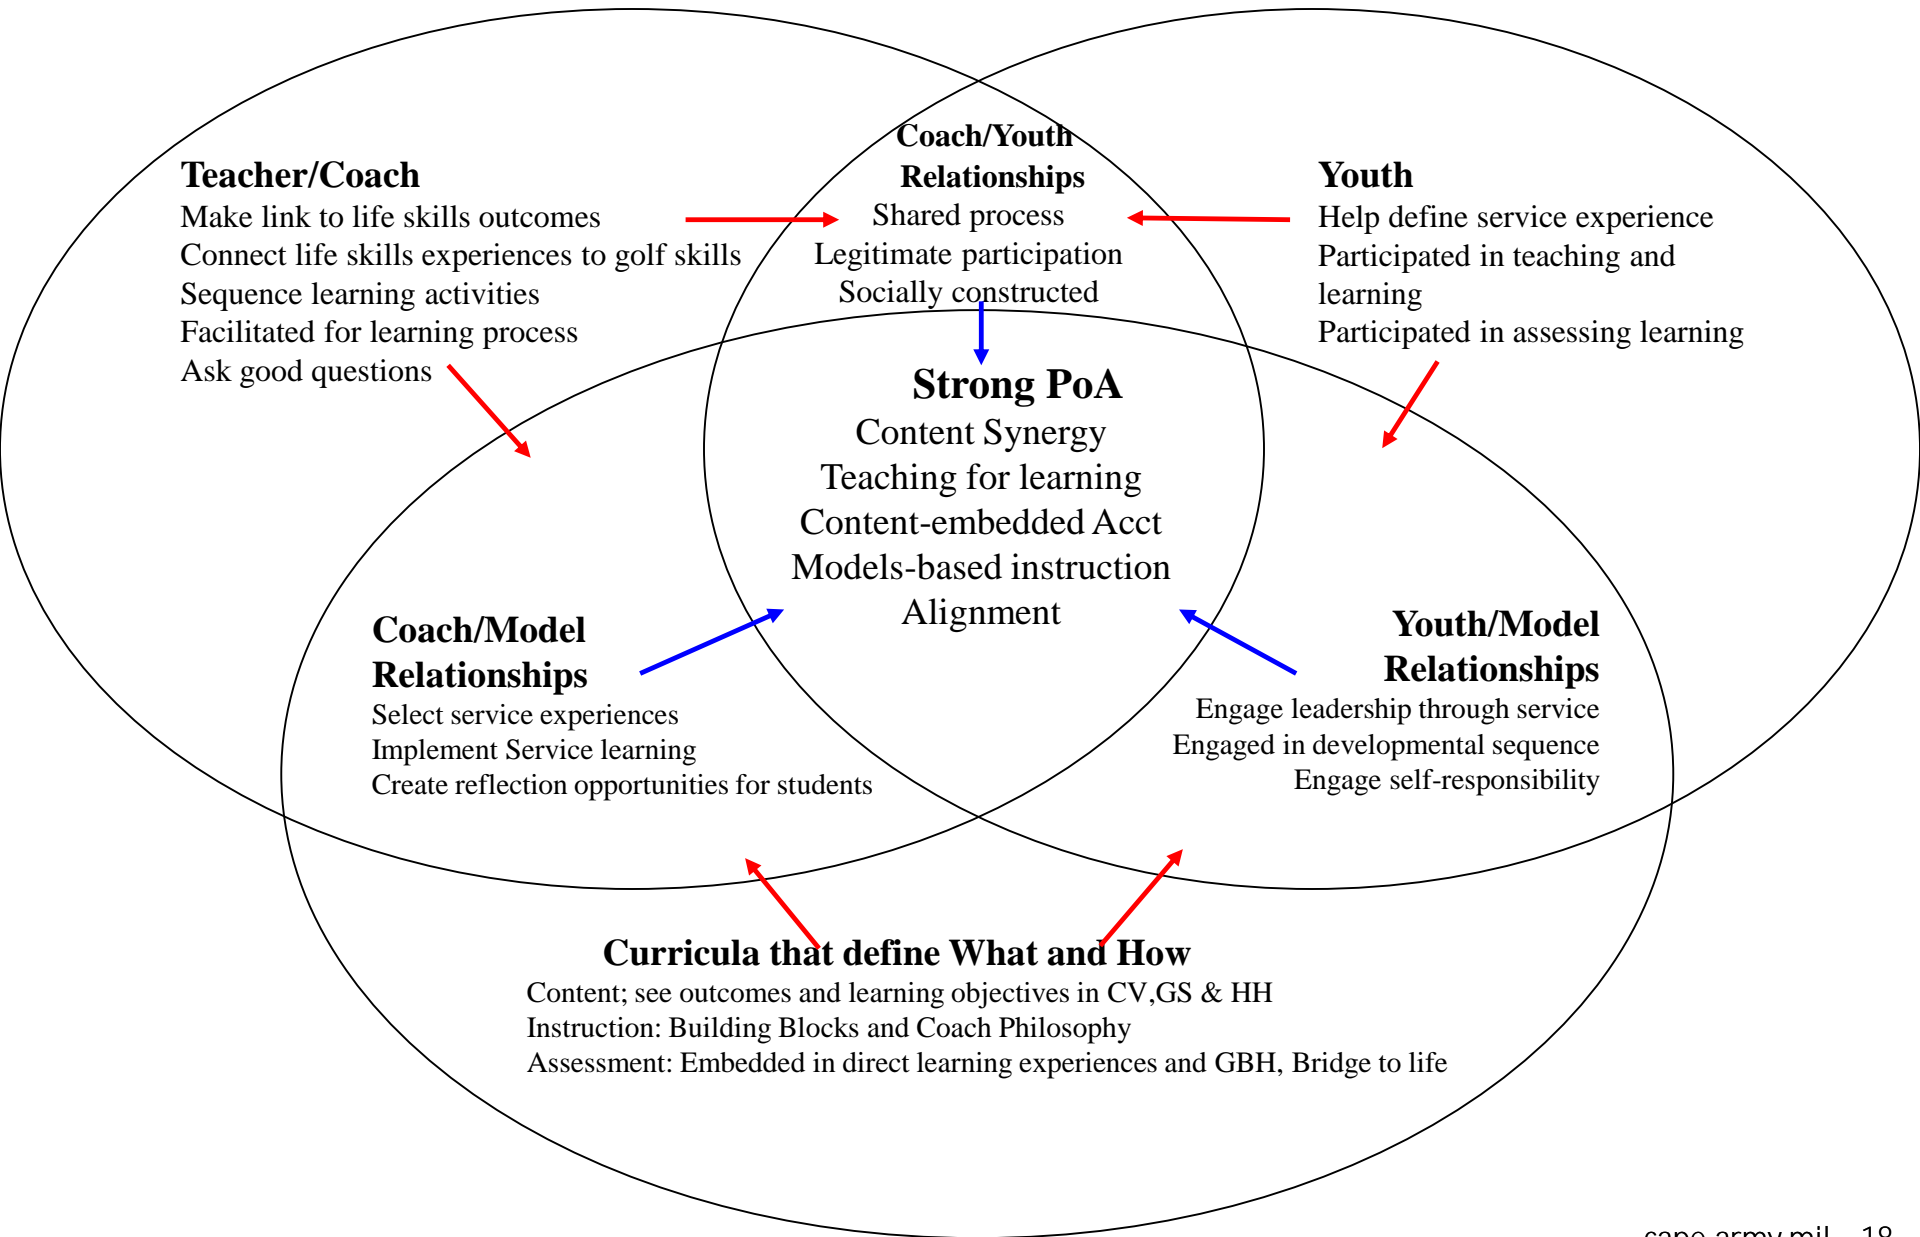 Coach/Youth
Relationships
Shared process
Legitimate participation
Socially constructed
Teacher/Coach
Make link to life skills outcomes
Connect life skills experiences to golf skills
Sequence learning activities
Facilitated for learning process
Ask good questions
Youth
Help define service experience
Participated in teaching and
learning
Participated in assessing learning
Strong PoA
Content Synergy
Teaching for learning
Content-embedded Acct
Models-based instruction
Alignment
Coach/Model
Relationships
Select service experiences
Implement Service learning
Create reflection opportunities for students
Youth/Model
Relationships
Engage leadership through service
Engaged in developmental sequence
Engage self-responsibility
Curricula that define What and How
Content; see outcomes and learning objectives in CV,GS & HH
Instruction: Building Blocks and Coach Philosophy
Assessment: Embedded in direct learning experiences and GBH, Bridge to life
cape.army.mil